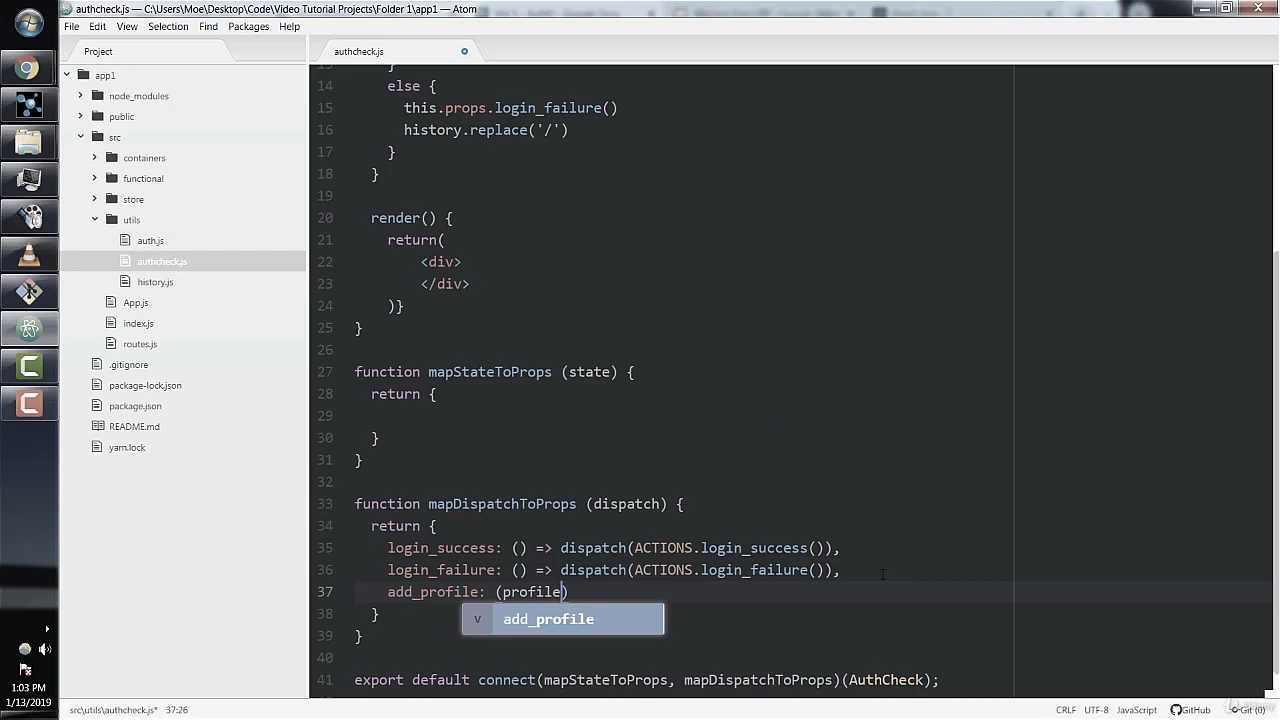 authcheck.js — C:\Users\Moe\Desktop\Code\Video Tutorial Projects\Folder 1\app1 — Atom
File Edit View Selection Find Packages Help
Project
authcheck.js
app1
node_modules
public
src
containers
functional
store
utils
auth.js
authcheck.js
history.js
App.js
index.js
routes.js
.gitignore
package-lock.json
package.json
README.md
yarn.lock
13 }
14 else {
15 this.props.login_failure()
16 history.replace('/')
17 }
18 }
19
20 render() {
21 return(
22 <div>
23 </div>
24 )}
25 }
26
27 function mapStateToProps (state) {
28 return {
29
30 }
31 }
32
33 function mapDispatchToProps (dispatch) {
34 return {
35 login_success: () => dispatch(ACTIONS.login_success()),
36 login_failure: () => dispatch(ACTIONS.login_failure()),
37 add_profile: (profile)
v add_profile
38 }
39 }
40
41 export default connect(mapStateToProps, mapDispatchToProps)(AuthCheck);
1:03 PM
1/13/2019
src\utils\authcheck.js* 37:26
CRLF UTF-8 JavaScript GitHub Git (0)